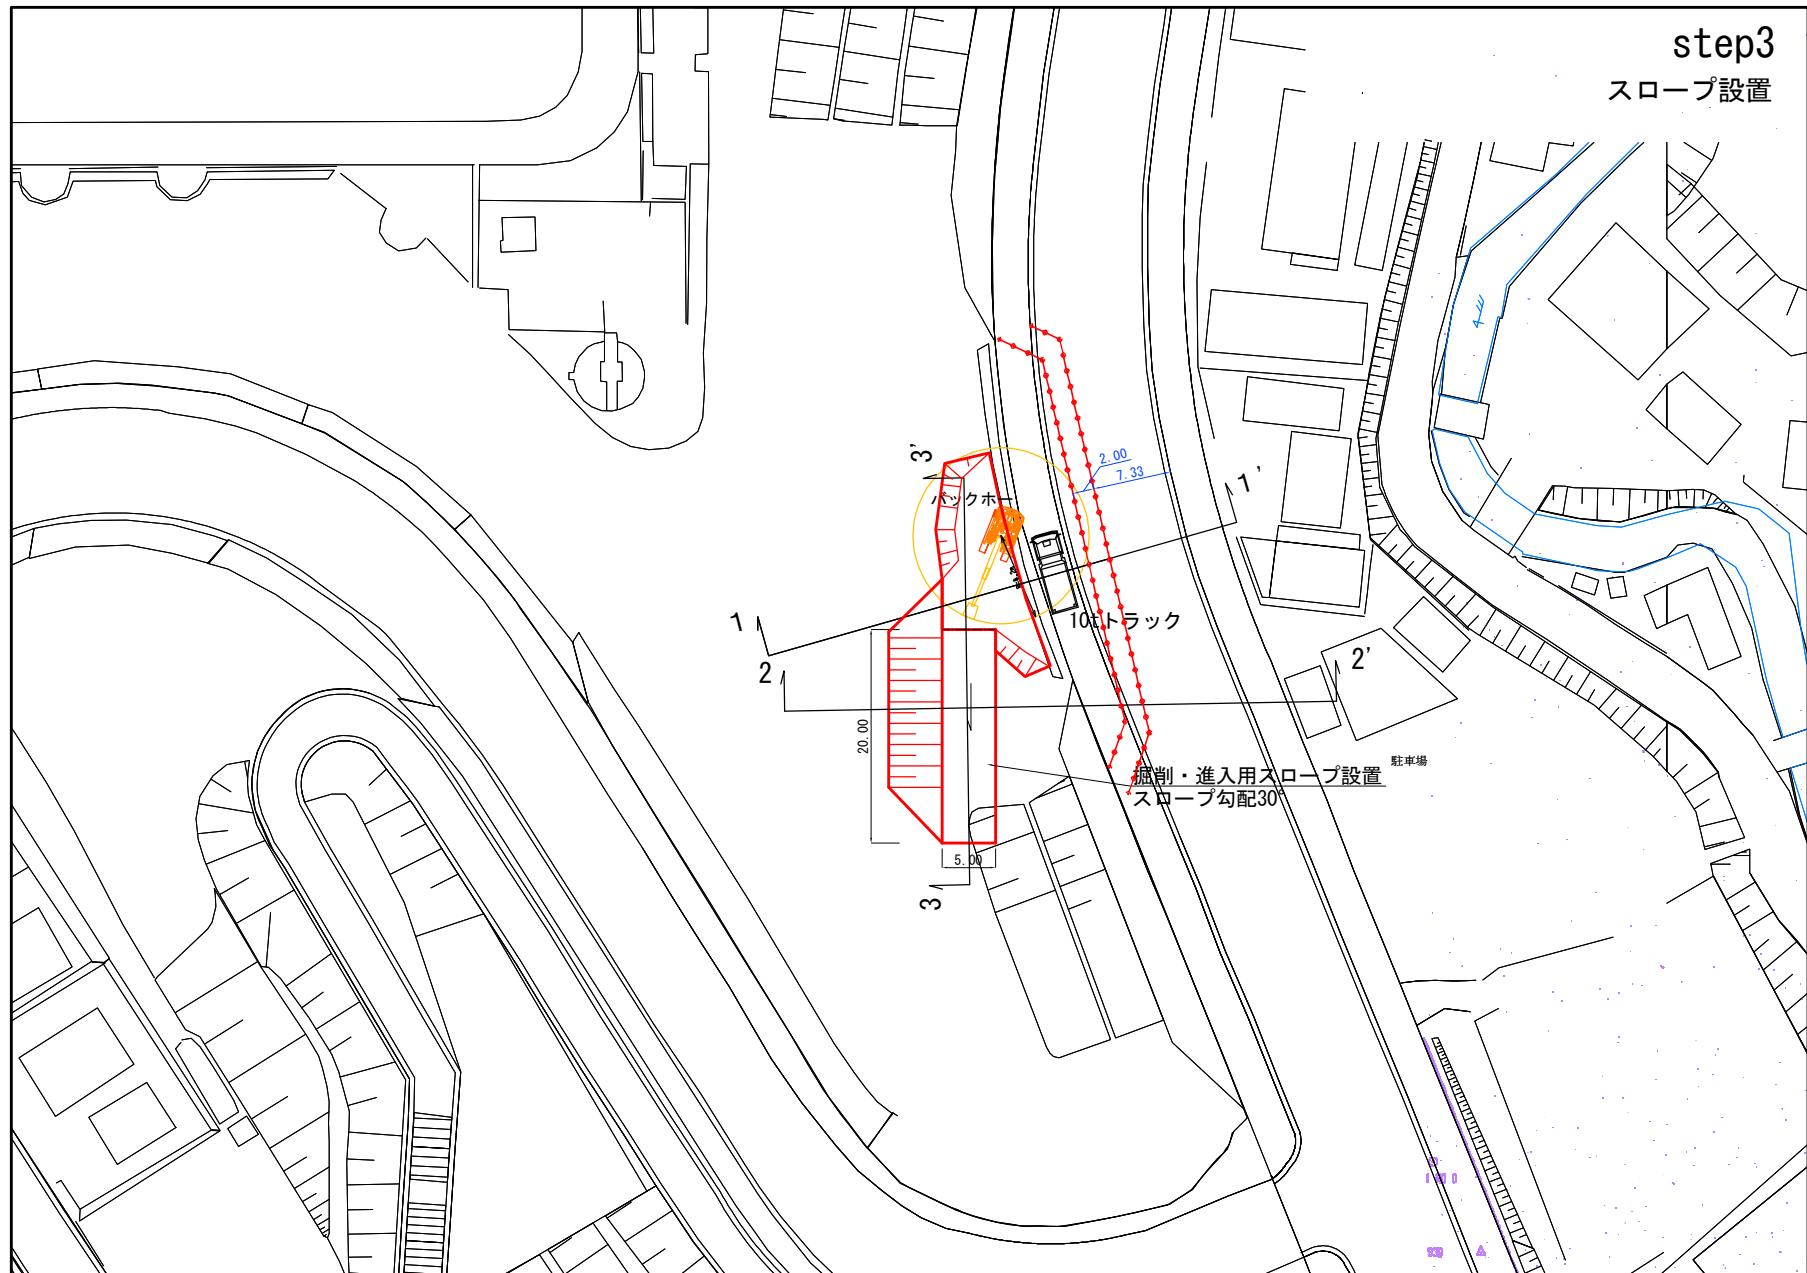 step3
スロープ設置
3'
バックホー
2.00
7.33
1'
1
10tトラック
2
2'
20.00
駐車場
掘削・進入用スロープ設置
スロープ勾配30°
5.00
3